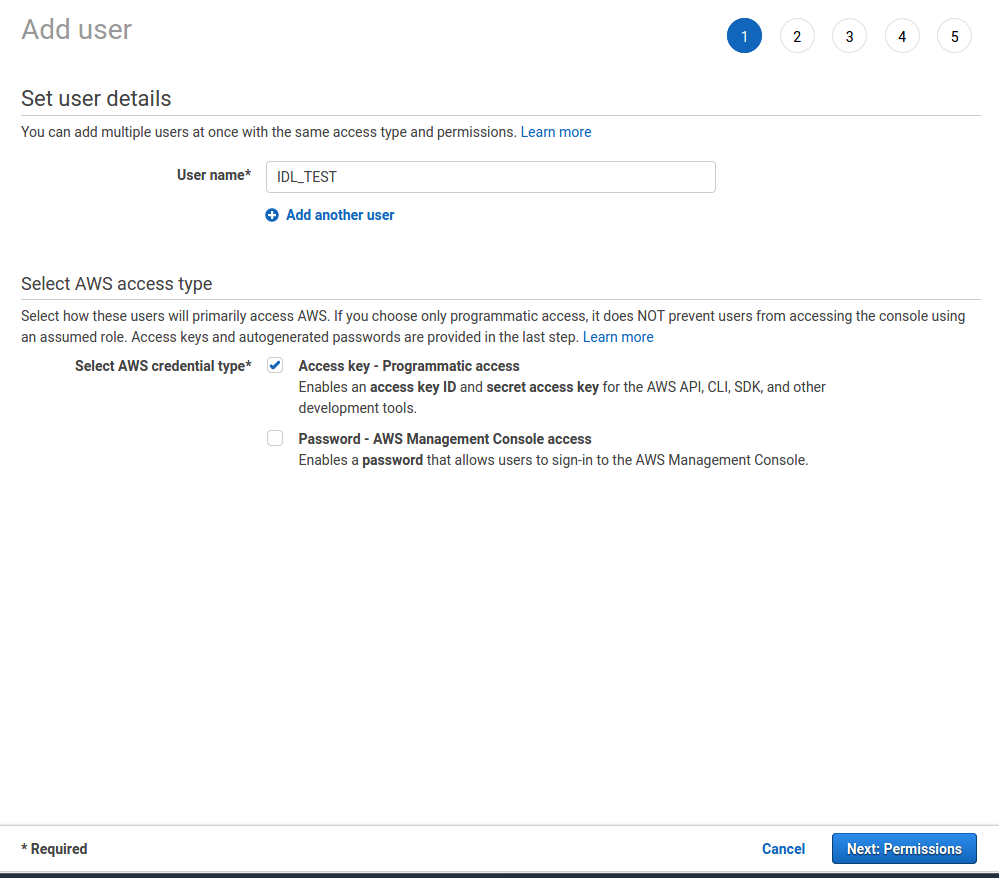 Add user
1 2 3 4 5
Set user details
You can add multiple users at once with the same access type and permissions. Learn more
User name* IDL_TEST
Add another user
Select AWS access type
Select how these users will primarily access AWS. If you choose only programmatic access, it does NOT prevent users from accessing the console using
an assumed role. Access keys and autogenerated passwords are provided in the last step. Learn more
Select AWS credential type* Access key - Programmatic access
Enables an access key ID and secret access key for the AWS API, CLI, SDK, and other
development tools.
Password - AWS Management Console access
Enables a password that allows users to sign-in to the AWS Management Console.
* Required Cancel Next: Permissions